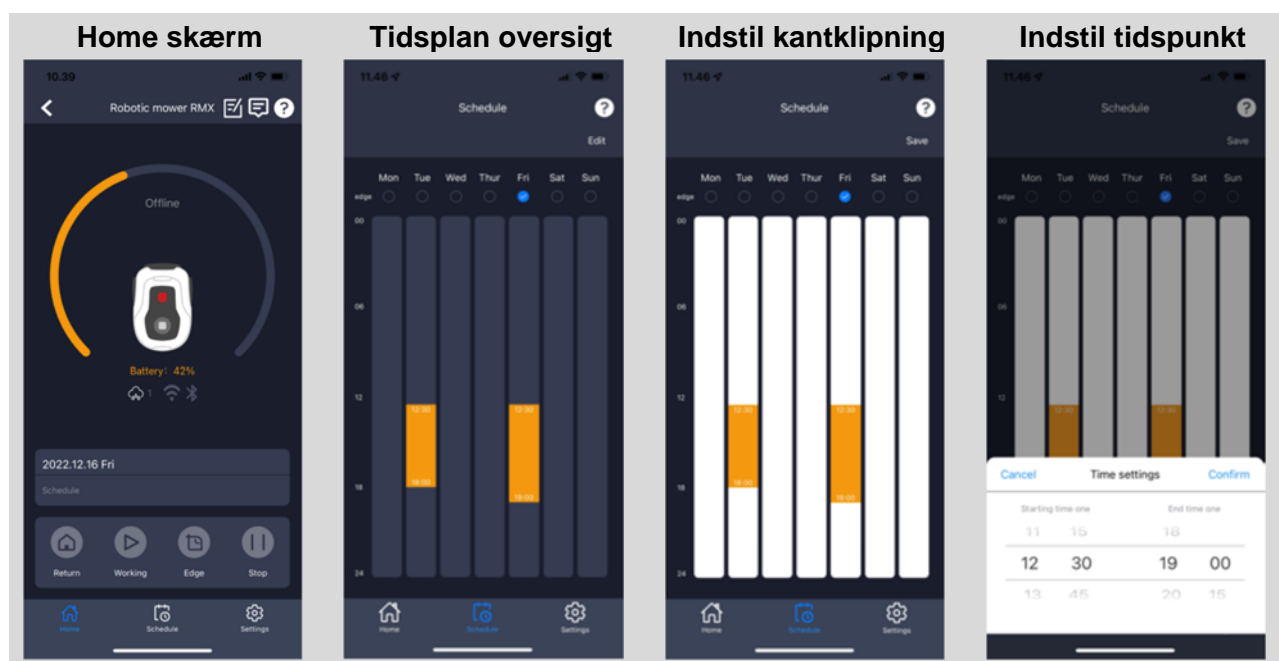 Home skærm
10.39
Robotic mower RMX
?
Offline
Battery: 42%
1
2022.12.16 Fri
Schedule
Return Working Edge Stop
Home Schedule Settings
Tidsplan oversigt
11.46
Schedule
?
Edit
Mon Tue Wed Thur Fri Sat Sun
edge
00
06
12
12:30 12:30
18:00
18
19:00
24
Home Schedule Settings
Indstil kantklipning
11.46
Schedule
?
Save
Mon Tue Wed Thur Fri Sat Sun
edge
00
06
12
12:30 12:30
18:00
18
19:00
24
Home Schedule Settings
Indstil tidspunkt
11.46
Schedule
?
Save
Mon Tue Wed Thur Fri Sat Sun
edge
00
06
12
12:30 12:30
Cancel Time settings Confirm
Starting time one End time one
11 15 18
12 30 19 00
13 45 20 15